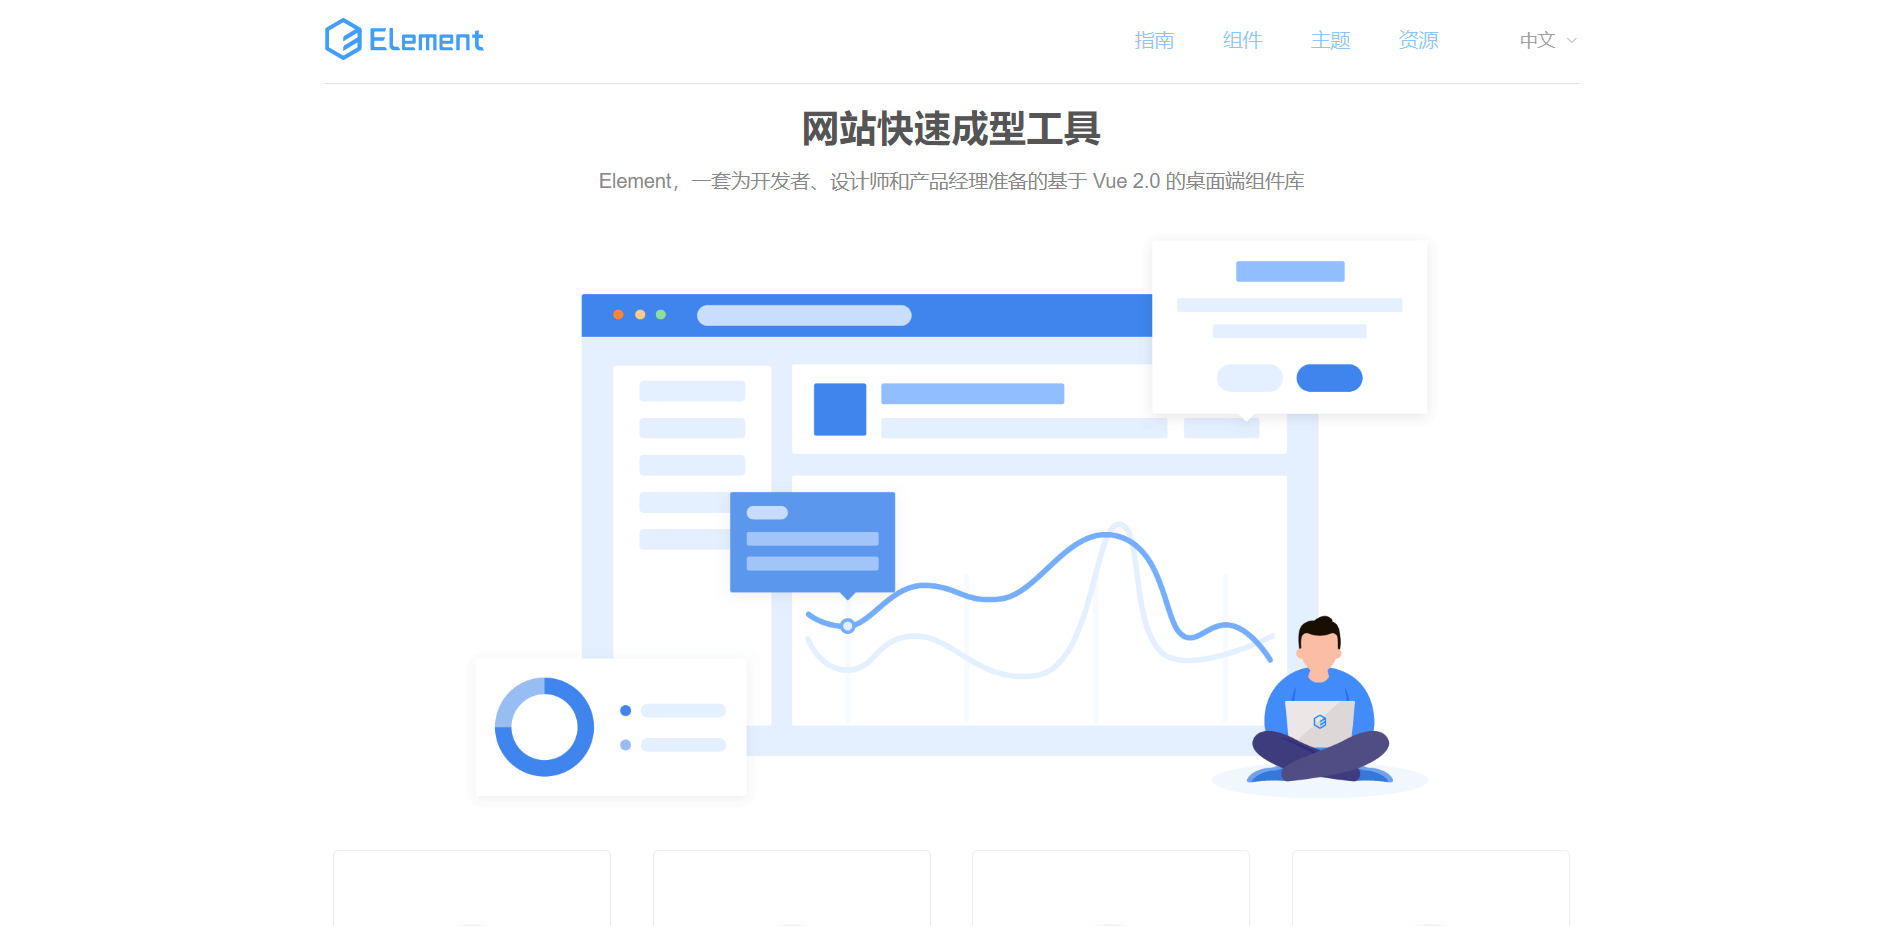 Element
指南
组件
主题
资源
中文
网站快速成型工具
Element，一套为开发者、设计师和产品经理准备的基于 Vue 2.0 的桌面端组件库